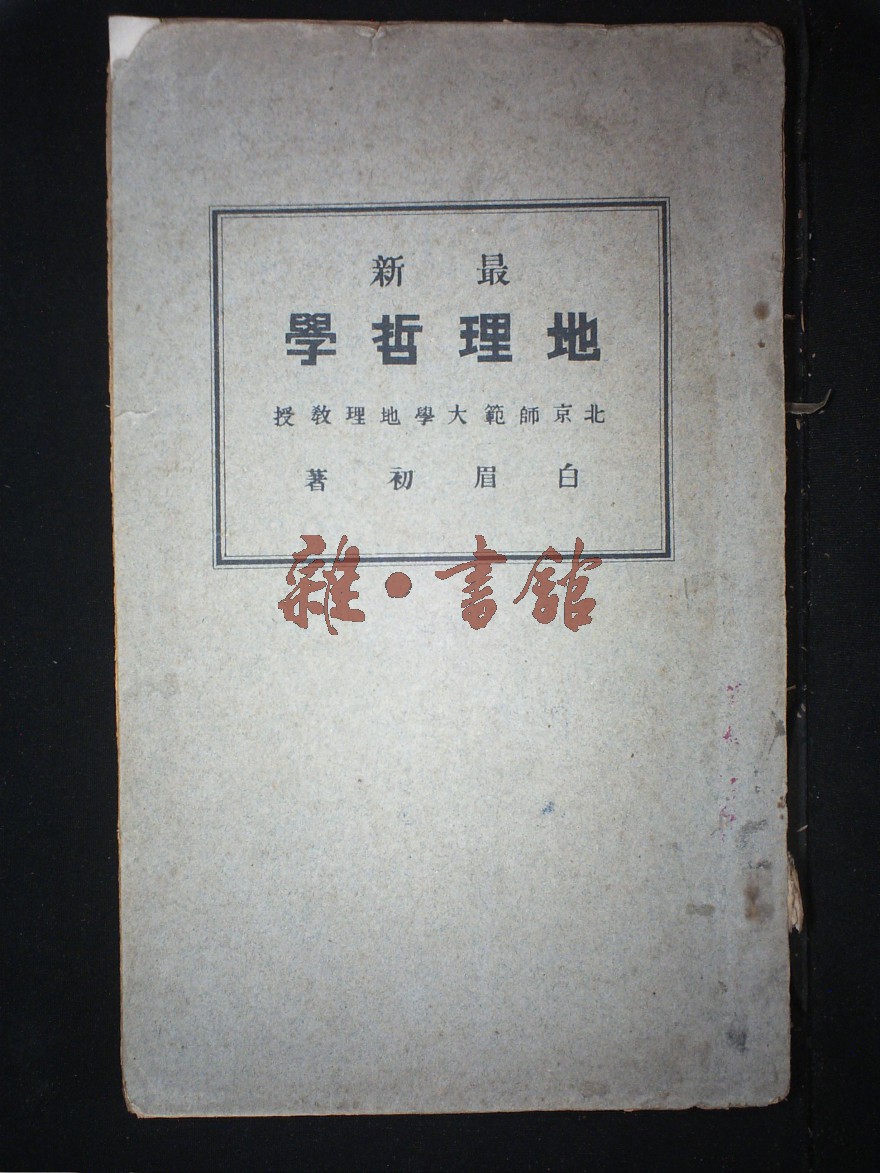 最新
地理哲學
北京師範大學地理教授
白眉初著
雜·書館